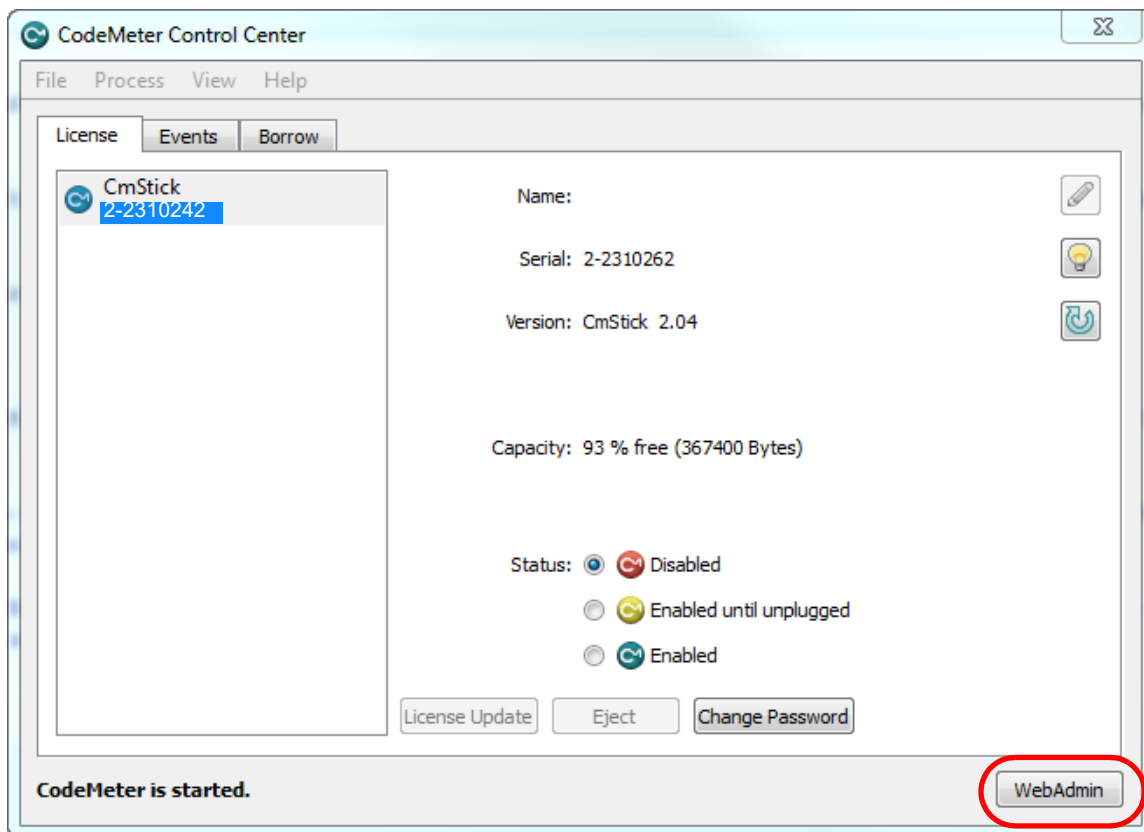 CodeMeter Control Center
File Process View Help
License Events Borrow
CmStick
2-2310242
Name:
Serial: 2-2310262
Version: CmStick 2.04
Capacity: 93 % free (367400 Bytes)
Status: Disabled
Enabled until unplugged
Enabled
License Update Eject Change Password
CodeMeter is started.
WebAdmin